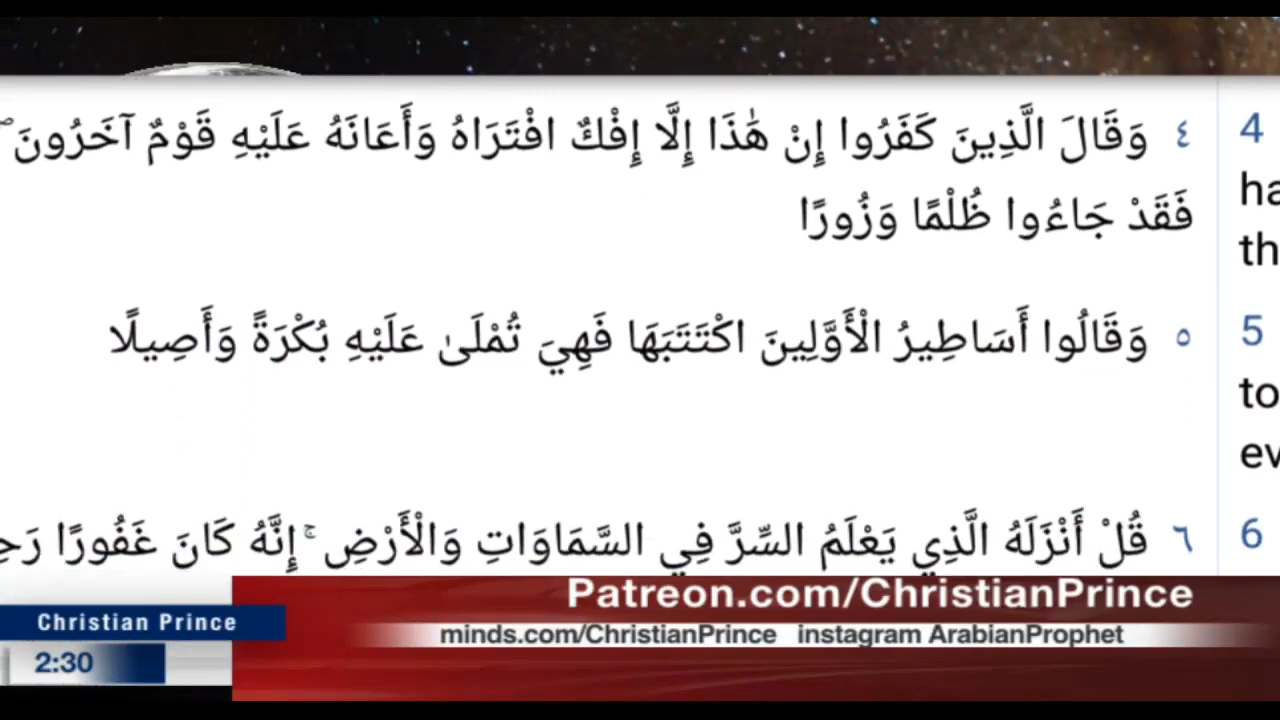 ٤ وَقَالَ الَّذِينَ كَفَرُوا إِنْ هَٰذَا إِلَّا إِفْكٌ افْتَرَاهُ وَأَعَانَهُ عَلَيْهِ قَوْمٌ آخَرُونَ ۖ
4
فَقَدْ جَاءُوا ظُلْمًا وَزُورًا
ha
th
٥ وَقَالُوا أَسَاطِيرُ الْأَوَّلِينَ اكْتَتَبَهَا فَهِيَ تُمْلَىٰ عَلَيْهِ بُكْرَةً وَأَصِيلًا
5
to
ev
٦ قُلْ أَنْزَلَهُ الَّذِي يَعْلَمُ السِّرَّ فِي السَّمَاوَاتِ وَالْأَرْضِ ۚ إِنَّهُ كَانَ غَفُورًا رَحِ
6
Patreon.com/ChristianPrince
Christian Prince
minds.com/ChristianPrince instagram ArabianProphet
2:30